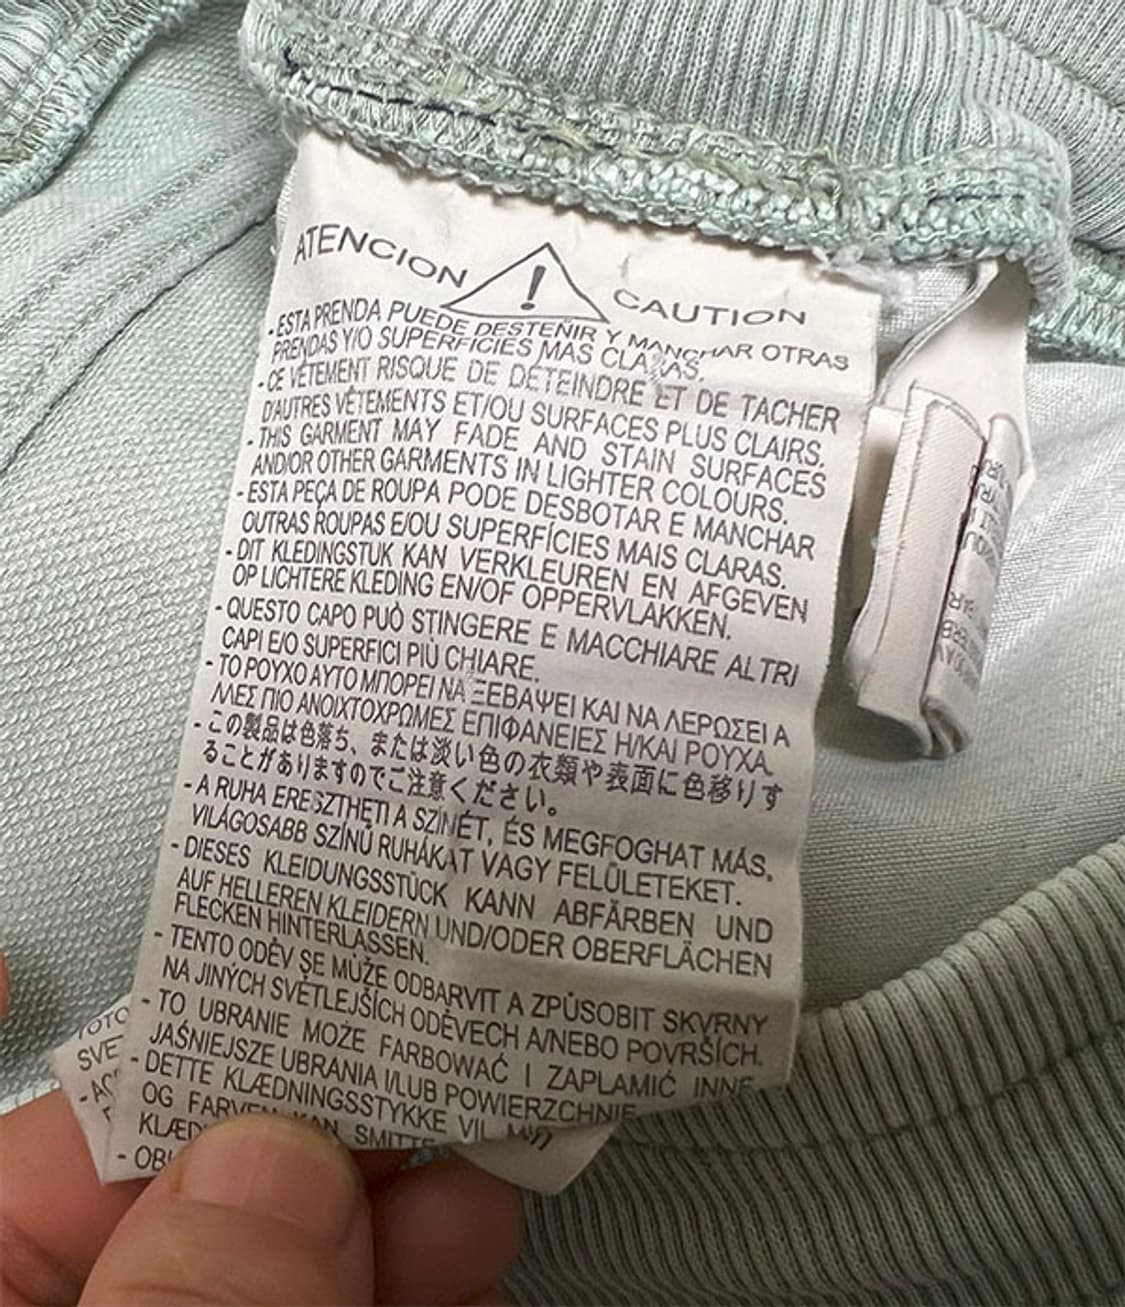 ATENCION CAUTION
- ESTA PRENDA PUEDE DESTEÑIR Y MANCHAR OTRAS
PRENDAS Y/O SUPERFICIES MAS CLARAS.
- CE VÊTEMENT RISQUE DE DÉTEINDRE ET DE TACHER
D'AUTRES VÊTEMENTS ET/OU SURFACES PLUS CLAIRS.
- THIS GARMENT MAY FADE AND STAIN SURFACES
AND/OR OTHER GARMENTS IN LIGHTER COLOURS.
- ESTA PEÇA DE ROUPA PODE DESBOTAR E MANCHAR
OUTRAS ROUPAS E/OU SUPERFÍCIES MAIS CLARAS.
- DIT KLEDINGSTUK KAN VERKLEUREN EN AFGEVEN
OP LICHTERE KLEDING EN/OF OPPERVLAKKEN.
- QUESTO CAPO PUÒ STINGERE E MACCHIARE ALTRI
CAPI E/O SUPERFICI PIÙ CHIARE.
- ΤΟ ΡΟΥΧΟ ΑΥΤΟ ΜΠΟΡΕΙ ΝΑ ΞΕΒΑΨΕΙ ΚΑΙ ΝΑ ΛΕΡΩΣΕΙ Α
ΛΛΕΣ ΠΙΟ ΑΝΟΙΧΤΟΧΡΩΜΕΣ ΕΠΙΦΑΝΕΙΕΣ Η/ΚΑΙ ΡΟΥΧΑ.
- この製品は色落ち、または淡い色の衣類や表面に色移りす
ることがありますのでご注意ください。
- A RUHA ERESZTHETI A SZÍNÉT, ÉS MEGFOGHAT MÁS,
VILÁGOSABB SZÍNŰ RUHÁKAT VAGY FELÜLETEKET.
- DIESES KLEIDUNGSSTÜCK KANN ABFÄRBEN UND
AUF HELLEREN KLEIDERN UND/ODER OBERFLÄCHEN
FLECKEN HINTERLASSEN.
- TENTO ODĚV SE MŮŽE ODBARVIT A ZPŮSOBIT SKVRNY
NA JINÝCH SVĚTLEJŠÍCH ODĚVECH A/NEBO POVRŠÍCH.
- TO UBRANIE MOŻE FARBOWAĆ I ZAPLAMIĆ INNE
JAŚNIEJSZE UBRANIA I/LUB POWIERZCHNIE
- DETTE KLÆDNINGSSTYKKE VIL
OG KAN SMITTE